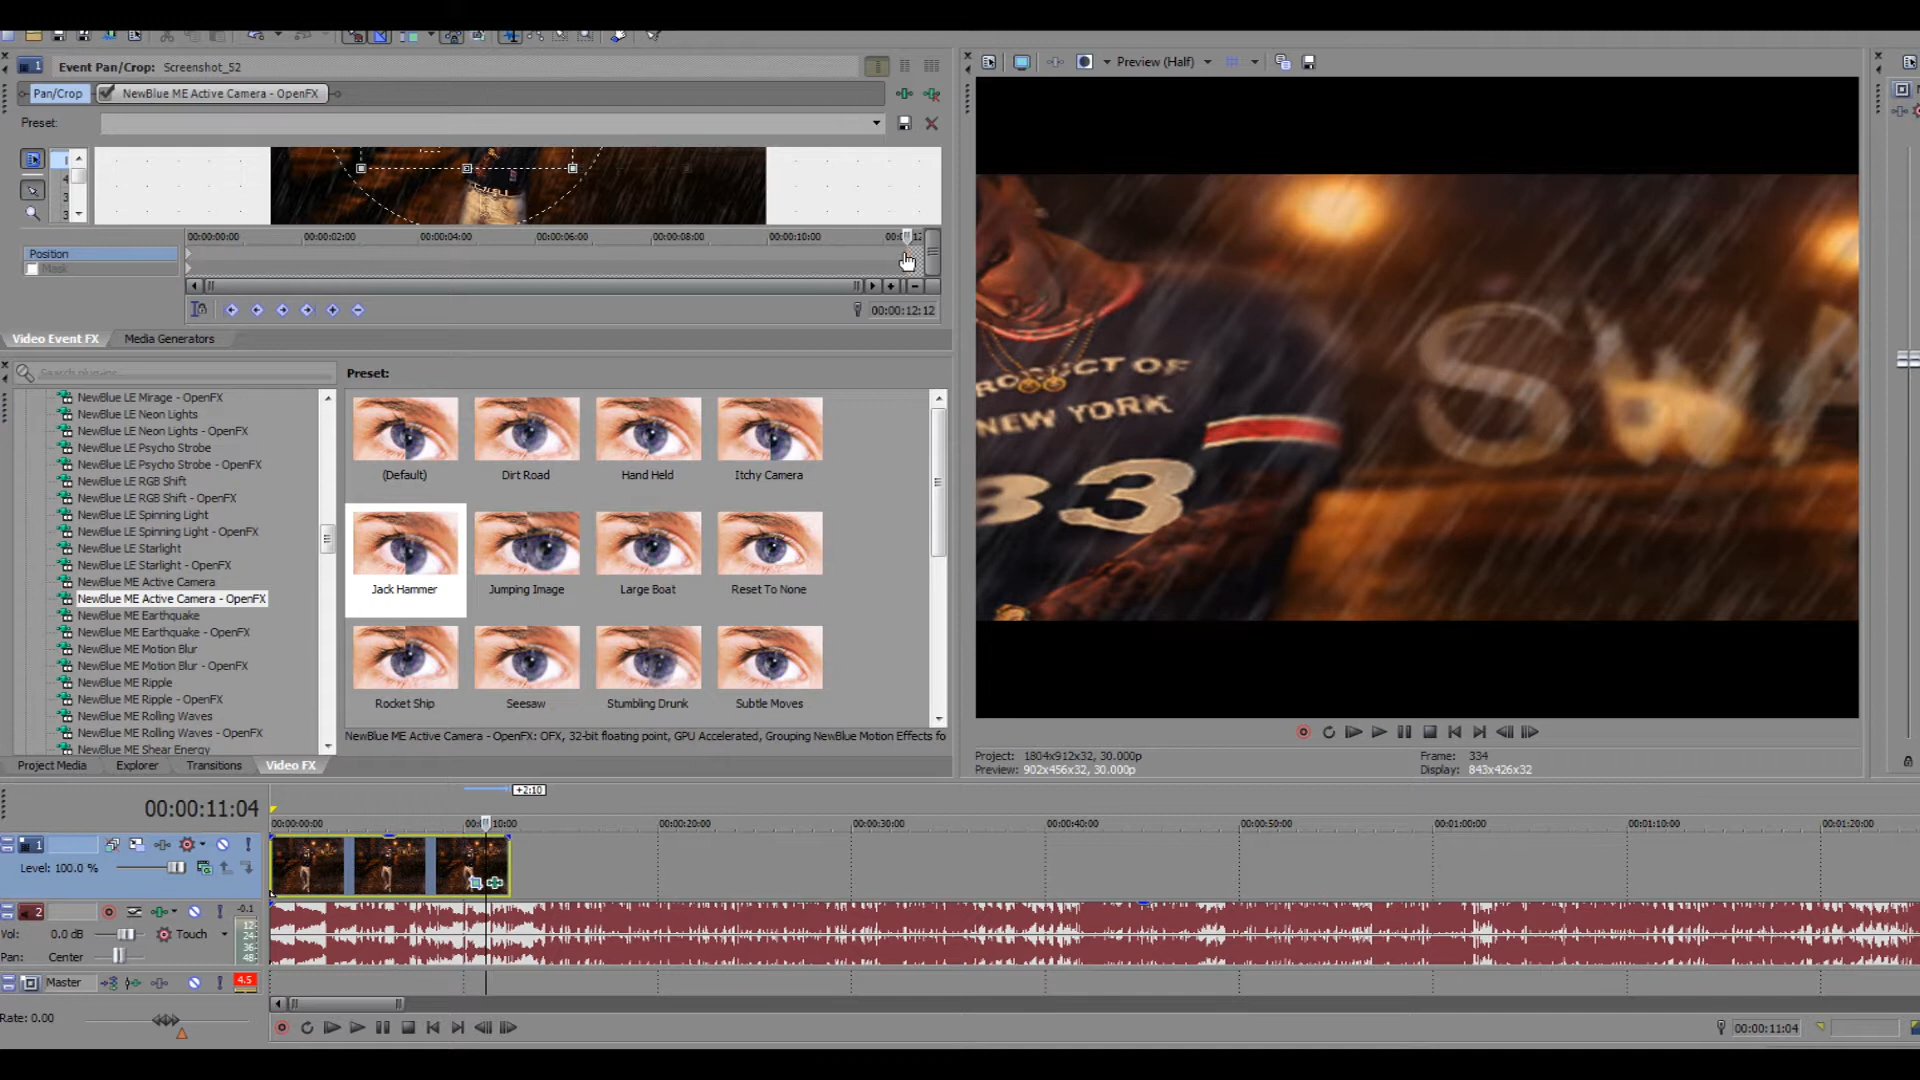 1 Event Pan/Crop: Screenshot_52
Pan/Crop NewBlue ME Active Camera - OpenFX
Preset:
00:00:00:00 00:00:02:00 00:00:04:00 00:00:06:00 00:00:08:00 00:00:10:00
Position
Mask
00:00:12:12
Video Event FX Media Generators
Search plug-ins
Preset:
NewBlue LE Mirage - OpenFX
NewBlue LE Neon Lights
NewBlue LE Neon Lights - OpenFX
NewBlue LE Psycho Strobe
NewBlue LE Psycho Strobe - OpenFX
NewBlue LE RGB Shift
NewBlue LE RGB Shift - OpenFX
NewBlue LE Spinning Light
NewBlue LE Spinning Light - OpenFX
NewBlue LE Starlight
NewBlue LE Starlight - OpenFX
NewBlue ME Active Camera
NewBlue ME Active Camera - OpenFX
NewBlue ME Earthquake
NewBlue ME Earthquake - OpenFX
NewBlue ME Motion Blur
NewBlue ME Motion Blur - OpenFX
NewBlue ME Ripple
NewBlue ME Ripple - OpenFX
NewBlue ME Rolling Waves
NewBlue ME Rolling Waves - OpenFX
NewBlue ME Shear Energy
(Default) Dirt Road Hand Held Itchy Camera
Jack Hammer Jumping Image Large Boat Reset To None
Rocket Ship Seesaw Stumbling Drunk Subtle Moves
NewBlue ME Active Camera - OpenFX: OFX, 32-bit floating point, GPU Accelerated, Grouping NewBlue Motion Effects fo
Project Media Explorer Transitions Video FX
Preview (Half)
PRODUCT OF
NEW YORK
33
SW
Project: 1804x912x32, 30.000p Frame: 334
Preview: 902x456x32, 30.000p Display: 843x426x32
+2:10
00:00:11:04
00:00:00:00 00:00:10:00 00:00:20:00 00:00:30:00 00:00:40:00 00:00:50:00 00:01:00:00 00:01:10:00 00:01:20:00
1
Level: 100.0 %
2 -0.1
Vol: 0.0 dB Touch
Pan: Center
12 24 36 48
Master 4.5
Rate: 0.00
00:00:11:04